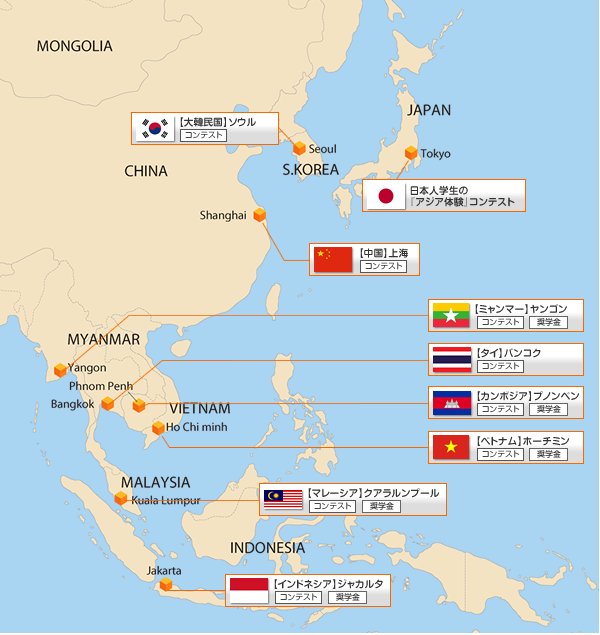 MONGOLIA
JAPAN
【大韓民国】ソウル
コンテスト
Seoul
Tokyo
S.KOREA
CHINA
日本人学生の
「アジア体験」コンテスト
Shanghai
【中国】上海
コンテスト
【ミャンマー】ヤンゴン
コンテスト 奨学金
MYANMAR
【タイ】バンコク
コンテスト
Yangon
Phnom Penh
Bangkok
【カンボジア】プノンペン
コンテスト 奨学金
VIETNAM
Ho Chi minh
【ベトナム】ホーチミン
コンテスト 奨学金
MALAYSIA
Kuala Lumpur
【マレーシア】クアラルンプール
コンテスト 奨学金
INDONESIA
Jakarta
【インドネシア】ジャカルタ
コンテスト 奨学金